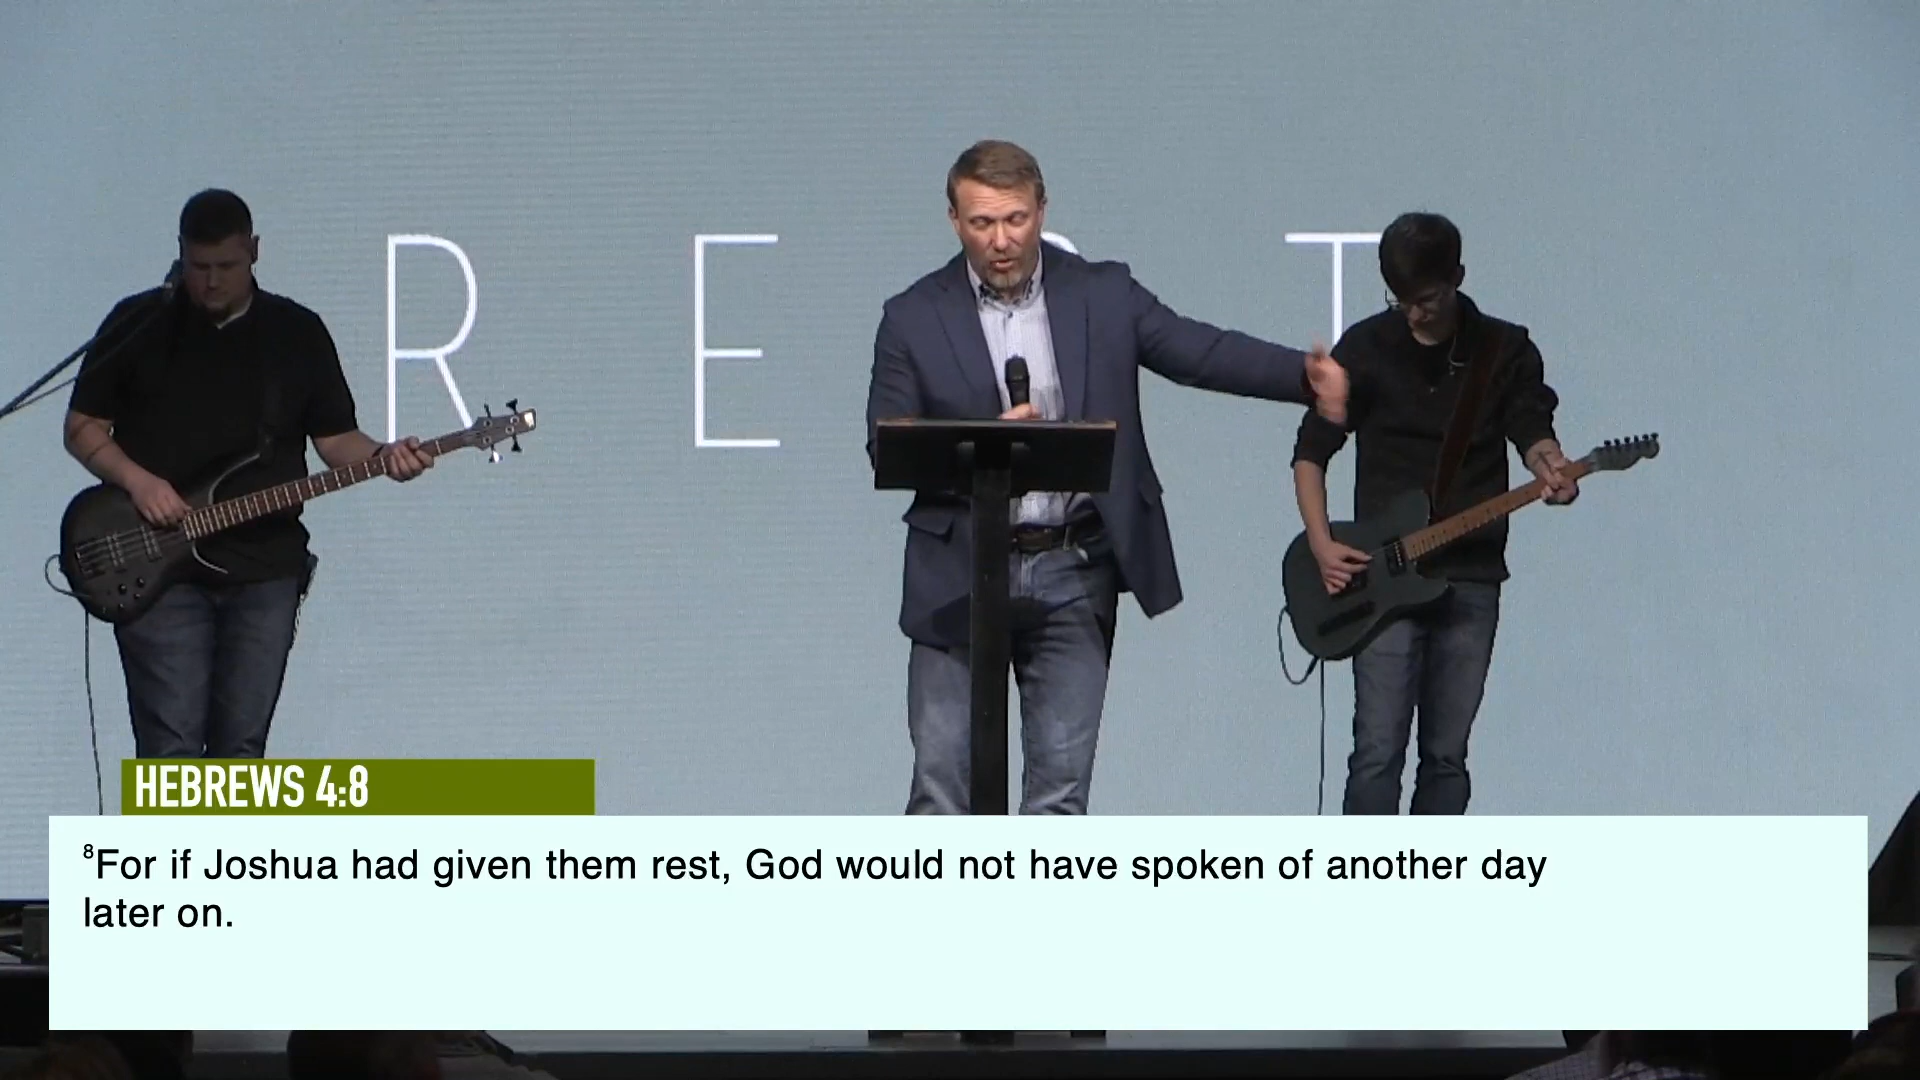 R E S T
HEBREWS 4:8
8For if Joshua had given them rest, God would not have spoken of another day
later on.